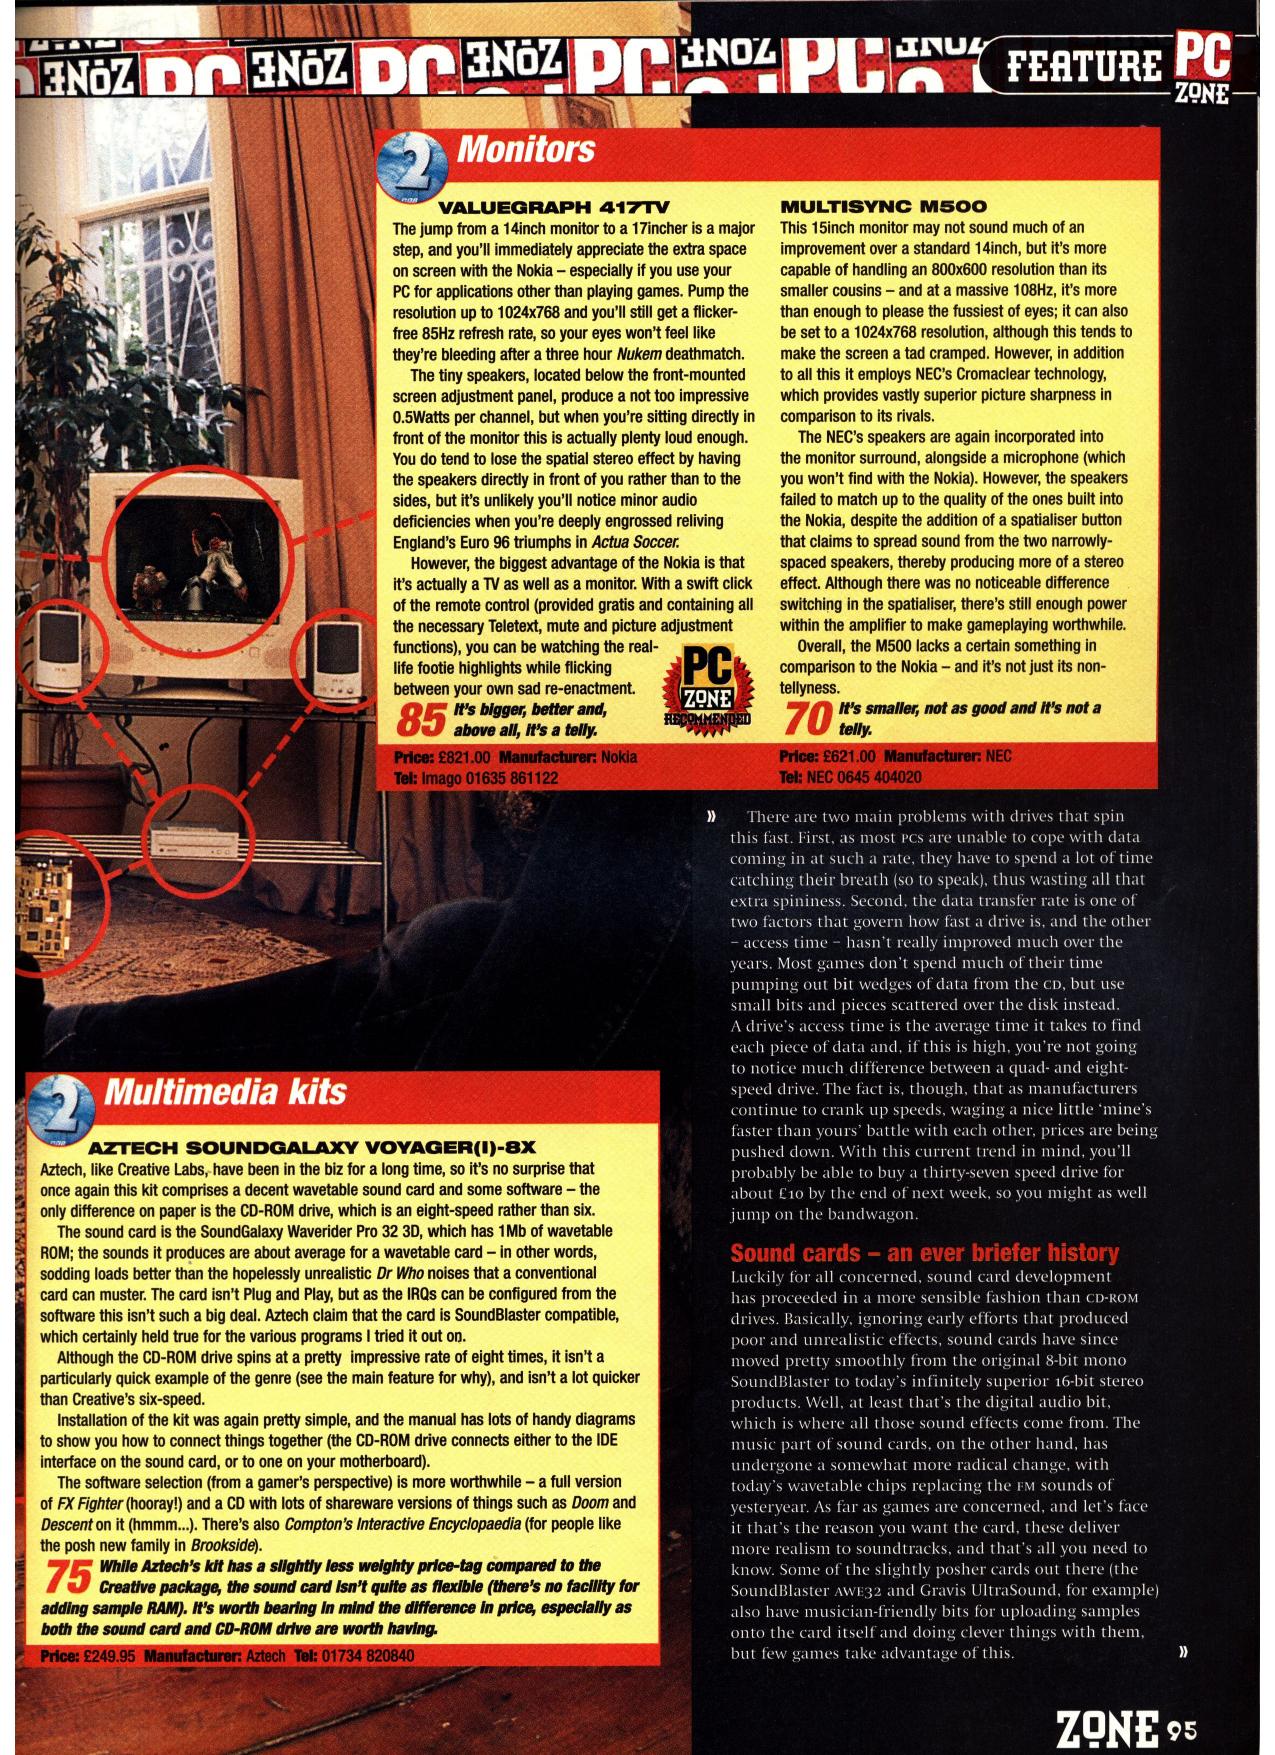 FEATURE
PC
ZONE
2
Monitors
VALUEGRAPH 417TV
The jump from a 14inch monitor to a 17incher is a major
step, and you'll immediately appreciate the extra space
on screen with the Nokia – especially if you use your
PC for applications other than playing games. Pump the
resolution up to 1024x768 and you'll still get a flicker-
free 85Hz refresh rate, so your eyes won't feel like
they're bleeding after a three hour Nukem deathmatch.
The tiny speakers, located below the front-mounted
screen adjustment panel, produce a not too impressive
0.5Watts per channel, but when you're sitting directly in
front of the monitor this is actually plenty loud enough.
You do tend to lose the spatial stereo effect by having
the speakers directly in front of you rather than to the
sides, but it's unlikely you'll notice minor audio
deficiencies when you're deeply engrossed reliving
England's Euro 96 triumphs in Actua Soccer.
However, the biggest advantage of the Nokia is that
it's actually a TV as well as a monitor. With a swift click
of the remote control (provided gratis and containing all
the necessary Teletext, mute and picture adjustment
functions), you can be watching the real-
life footie highlights while flicking
between your own sad re-enactment.
85 It's bigger, better and,
above all, it's a telly.
PC
ZONE
RECOMMENDED
Price: £821.00 Manufacturer: Nokia
Tel: Imago 01635 861122
MULTISYNC M500
This 15inch monitor may not sound much of an
improvement over a standard 14inch, but it's more
capable of handling an 800x600 resolution than its
smaller cousins – and at a massive 108Hz, it's more
than enough to please the fussiest of eyes; it can also
be set to a 1024x768 resolution, although this tends to
make the screen a tad cramped. However, in addition
to all this it employs NEC's Cromaclear technology,
which provides vastly superior picture sharpness in
comparison to its rivals.
The NEC's speakers are again incorporated into
the monitor surround, alongside a microphone (which
you won't find with the Nokia). However, the speakers
failed to match up to the quality of the ones built into
the Nokia, despite the addition of a spatialiser button
that claims to spread sound from the two narrowly-
spaced speakers, thereby producing more of a stereo
effect. Although there was no noticeable difference
switching in the spatialiser, there's still enough power
within the amplifier to make gameplaying worthwhile.
Overall, the M500 lacks a certain something in
comparison to the Nokia – and it's not just its non-
tellyness.
70 It's smaller, not as good and it's not a
telly.
Price: £621.00 Manufacturer: NEC
Tel: NEC 0645 404020
» There are two main problems with drives that spin
this fast. First, as most PCs are unable to cope with data
coming in at such a rate, they have to spend a lot of time
catching their breath (so to speak), thus wasting all that
extra spininess. Second, the data transfer rate is one of
two factors that govern how fast a drive is, and the other
– access time – hasn't really improved much over the
years. Most games don't spend much of their time
pumping out bit wedges of data from the CD, but use
small bits and pieces scattered over the disk instead.
A drive's access time is the average time it takes to find
each piece of data and, if this is high, you're not going
to notice much difference between a quad- and eight-
speed drive. The fact is, though, that as manufacturers
continue to crank up speeds, waging a nice little 'mine's
faster than yours' battle with each other, prices are being
pushed down. With this current trend in mind, you'll
probably be able to buy a thirty-seven speed drive for
about £10 by the end of next week, so you might as well
jump on the bandwagon.
Sound cards – an ever briefer history
Luckily for all concerned, sound card development
has proceeded in a more sensible fashion than CD-ROM
drives. Basically, ignoring early efforts that produced
poor and unrealistic effects, sound cards have since
moved pretty smoothly from the original 8-bit mono
SoundBlaster to today's infinitely superior 16-bit stereo
products. Well, at least that's the digital audio bit,
which is where all those sound effects come from. The
music part of sound cards, on the other hand, has
undergone a somewhat more radical change, with
today's wavetable chips replacing the FM sounds of
yesteryear. As far as games are concerned, and let's face
it that's the reason you want the card, these deliver
more realism to soundtracks, and that's all you need to
know. Some of the slightly posher cards out there (the
SoundBlaster AWE32 and Gravis UltraSound, for example)
also have musician-friendly bits for uploading samples
onto the card itself and doing clever things with them,
but few games take advantage of this. »
2
Multimedia kits
AZTECH SOUNDGALAXY VOYAGER(I)-8X
Aztech, like Creative Labs, have been in the biz for a long time, so it's no surprise that
once again this kit comprises a decent wavetable sound card and some software – the
only difference on paper is the CD-ROM drive, which is an eight-speed rather than six.
The sound card is the SoundGalaxy Waverider Pro 32 3D, which has 1Mb of wavetable
ROM; the sounds it produces are about average for a wavetable card – in other words,
sodding loads better than the hopelessly unrealistic Dr Who noises that a conventional
card can muster. The card isn't Plug and Play, but as the IRQs can be configured from the
software this isn't such a big deal. Aztech claim that the card is SoundBlaster compatible,
which certainly held true for the various programs I tried it out on.
Although the CD-ROM drive spins at a pretty impressive rate of eight times, it isn't a
particularly quick example of the genre (see the main feature for why), and isn't a lot quicker
than Creative's six-speed.
Installation of the kit was again pretty simple, and the manual has lots of handy diagrams
to show you how to connect things together (the CD-ROM drive connects either to the IDE
interface on the sound card, or to one on your motherboard).
The software selection (from a gamer's perspective) is more worthwhile – a full version
of FX Fighter (hooray!) and a CD with lots of shareware versions of things such as Doom and
Descent on it (hmmm...). There's also Compton's Interactive Encyclopaedia (for people like
the posh new family in Brookside).
75 While Aztech's kit has a slightly less weighty price-tag compared to the
Creative package, the sound card isn't quite as flexible (there's no facility for
adding sample RAM). It's worth bearing in mind the difference in price, especially as
both the sound card and CD-ROM drive are worth having.
Price: £249.95 Manufacturer: Aztech Tel: 01734 820840
ZONE 95